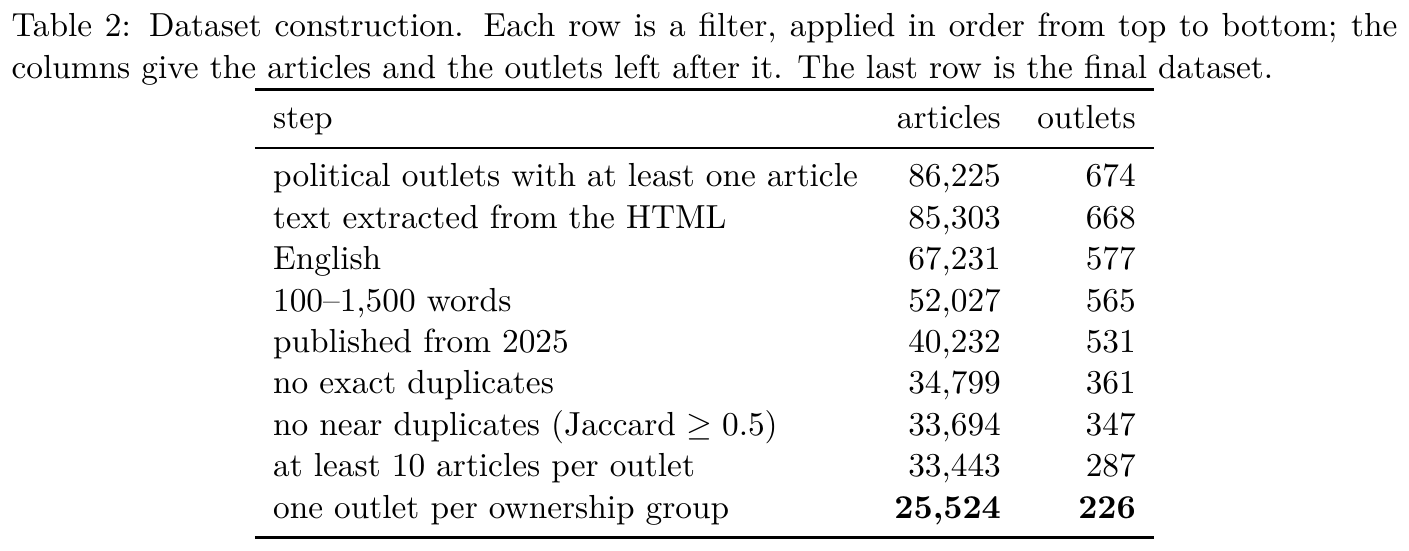 Table 2: Dataset construction. Each row is a filter, applied in order from top to bottom; the
columns give the articles and the outlets left after it. The last row is the final dataset.
step articles outlets
political outlets with at least one article 86,225 674
text extracted from the HTML 85,303 668
English 67,231 577
100–1,500 words 52,027 565
published from 2025 40,232 531
no exact duplicates 34,799 361
no near duplicates (Jaccard ≥ 0.5) 33,694 347
at least 10 articles per outlet 33,443 287
one outlet per ownership group 25,524 226